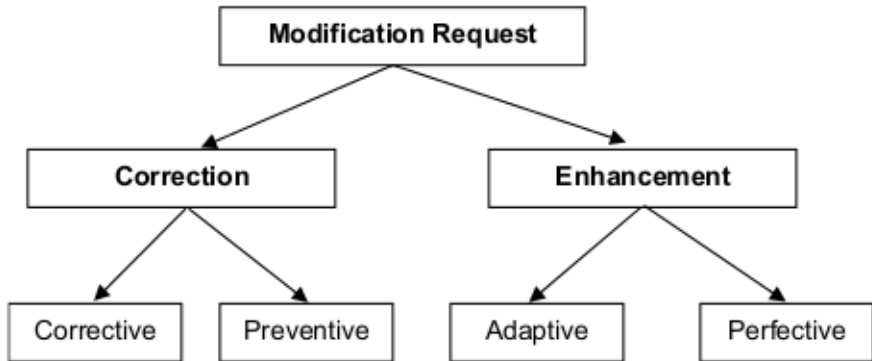 Modification Request
Correction
Enhancement
Corrective
Preventive
Adaptive
Perfective